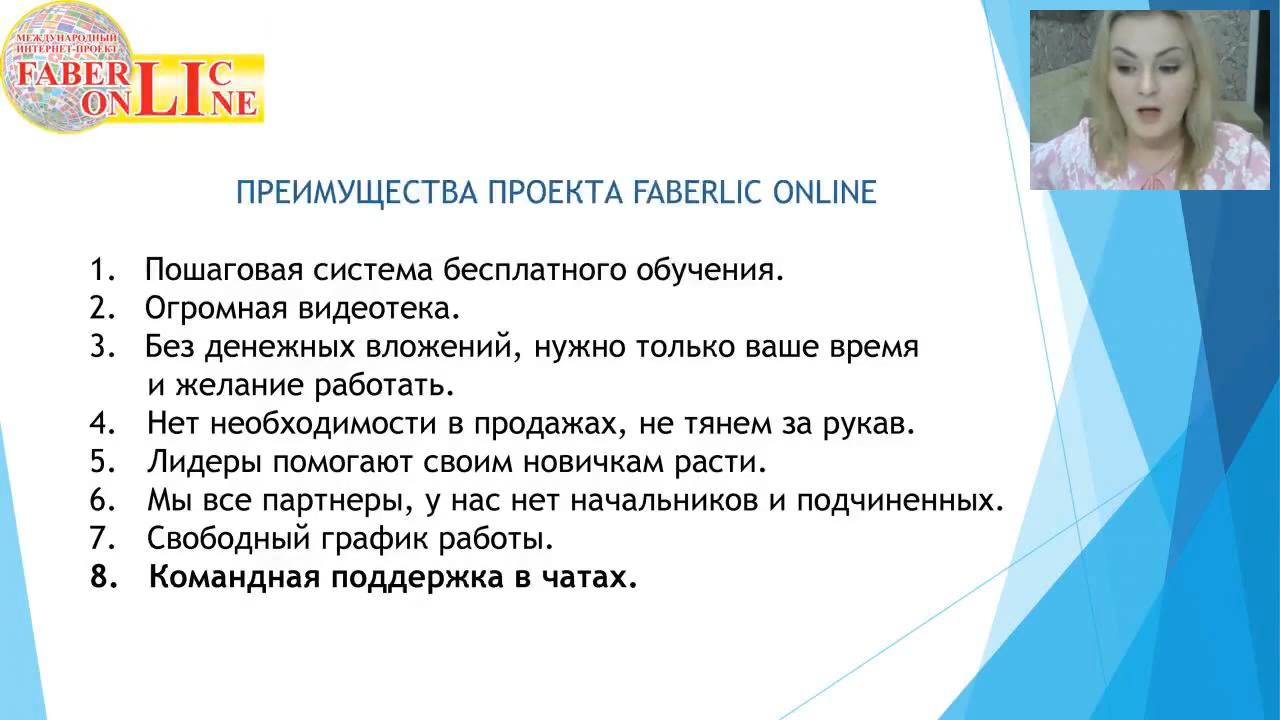 МЕЖДУНАРОДНЫЙ
ИНТЕРНЕТ-ПРОЕКТ
FABERLIC
ONLINE
ПРЕИМУЩЕСТВА ПРОЕКТА FABERLIC ONLINE
1. Пошаговая система бесплатного обучения.
2. Огромная видеотека.
3. Без денежных вложений, нужно только ваше время
и желание работать.
4. Нет необходимости в продажах, не тянем за рукав.
5. Лидеры помогают своим новичкам расти.
6. Мы все партнеры, у нас нет начальников и подчиненных.
7. Свободный график работы.
8. Командная поддержка в чатах.